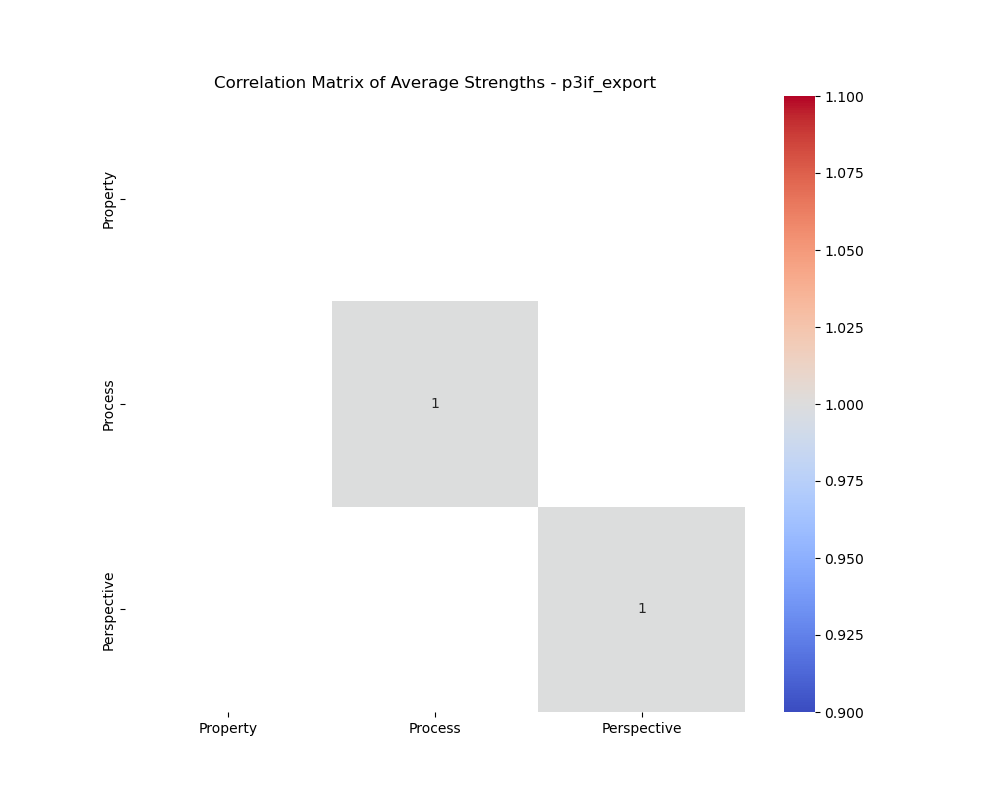 Correlation Matrix of Average Strengths - p3if_export
Property
Process
Perspective
1
1
Property
Process
Perspective
1.100
1.075
1.050
1.025
1.000
0.975
0.950
0.925
0.900